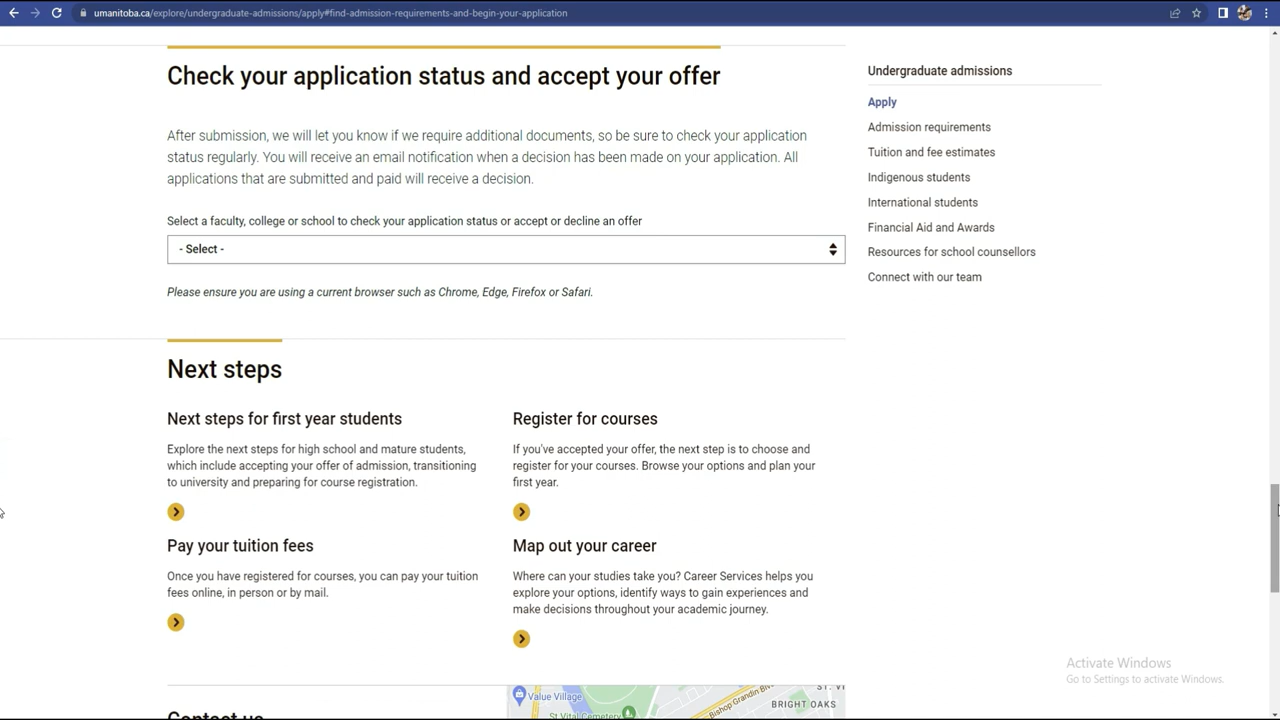 umanitoba.ca/explore/undergraduate-admissions/apply#find-admission-requirements-and-begin-your-application
Check your application status and accept your offer
After submission, we will let you know if we require additional documents, so be sure to check your application
status regularly. You will receive an email notification when a decision has been made on your application. All
applications that are submitted and paid will receive a decision.
Select a faculty, college or school to check your application status or accept or decline an offer
- Select -
Please ensure you are using a current browser such as Chrome, Edge, Firefox or Safari.
Undergraduate admissions
Apply
Admission requirements
Tuition and fee estimates
Indigenous students
International students
Financial Aid and Awards
Resources for school counsellors
Connect with our team
Next steps
Next steps for first year students
Explore the next steps for high school and mature students,
which include accepting your offer of admission, transitioning
to university and preparing for course registration.
Register for courses
If you've accepted your offer, the next step is to choose and
register for your courses. Browse your options and plan your
first year.
Pay your tuition fees
Once you have registered for courses, you can pay your tuition
fees online, in person or by mail.
Map out your career
Where can your studies take you? Career Services helps you
explore your options, identify ways to gain experiences and
make decisions throughout your academic journey.
Activate Windows
Go to Settings to activate Windows.
Contact us
Value Village
St Vital Cemetery
Bishop Grandin Blv
ST. VI
BRIGHT OAKS